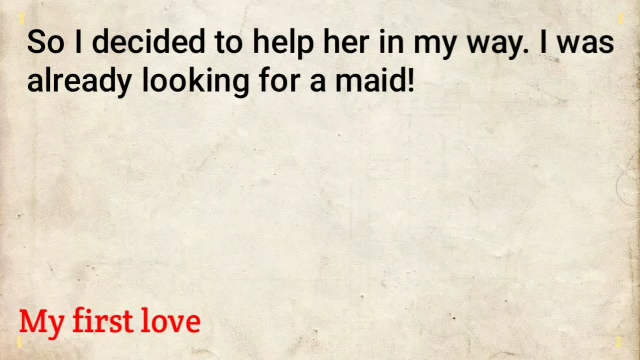 So I decided to help her in my way. I was
already looking for a maid!
My first love